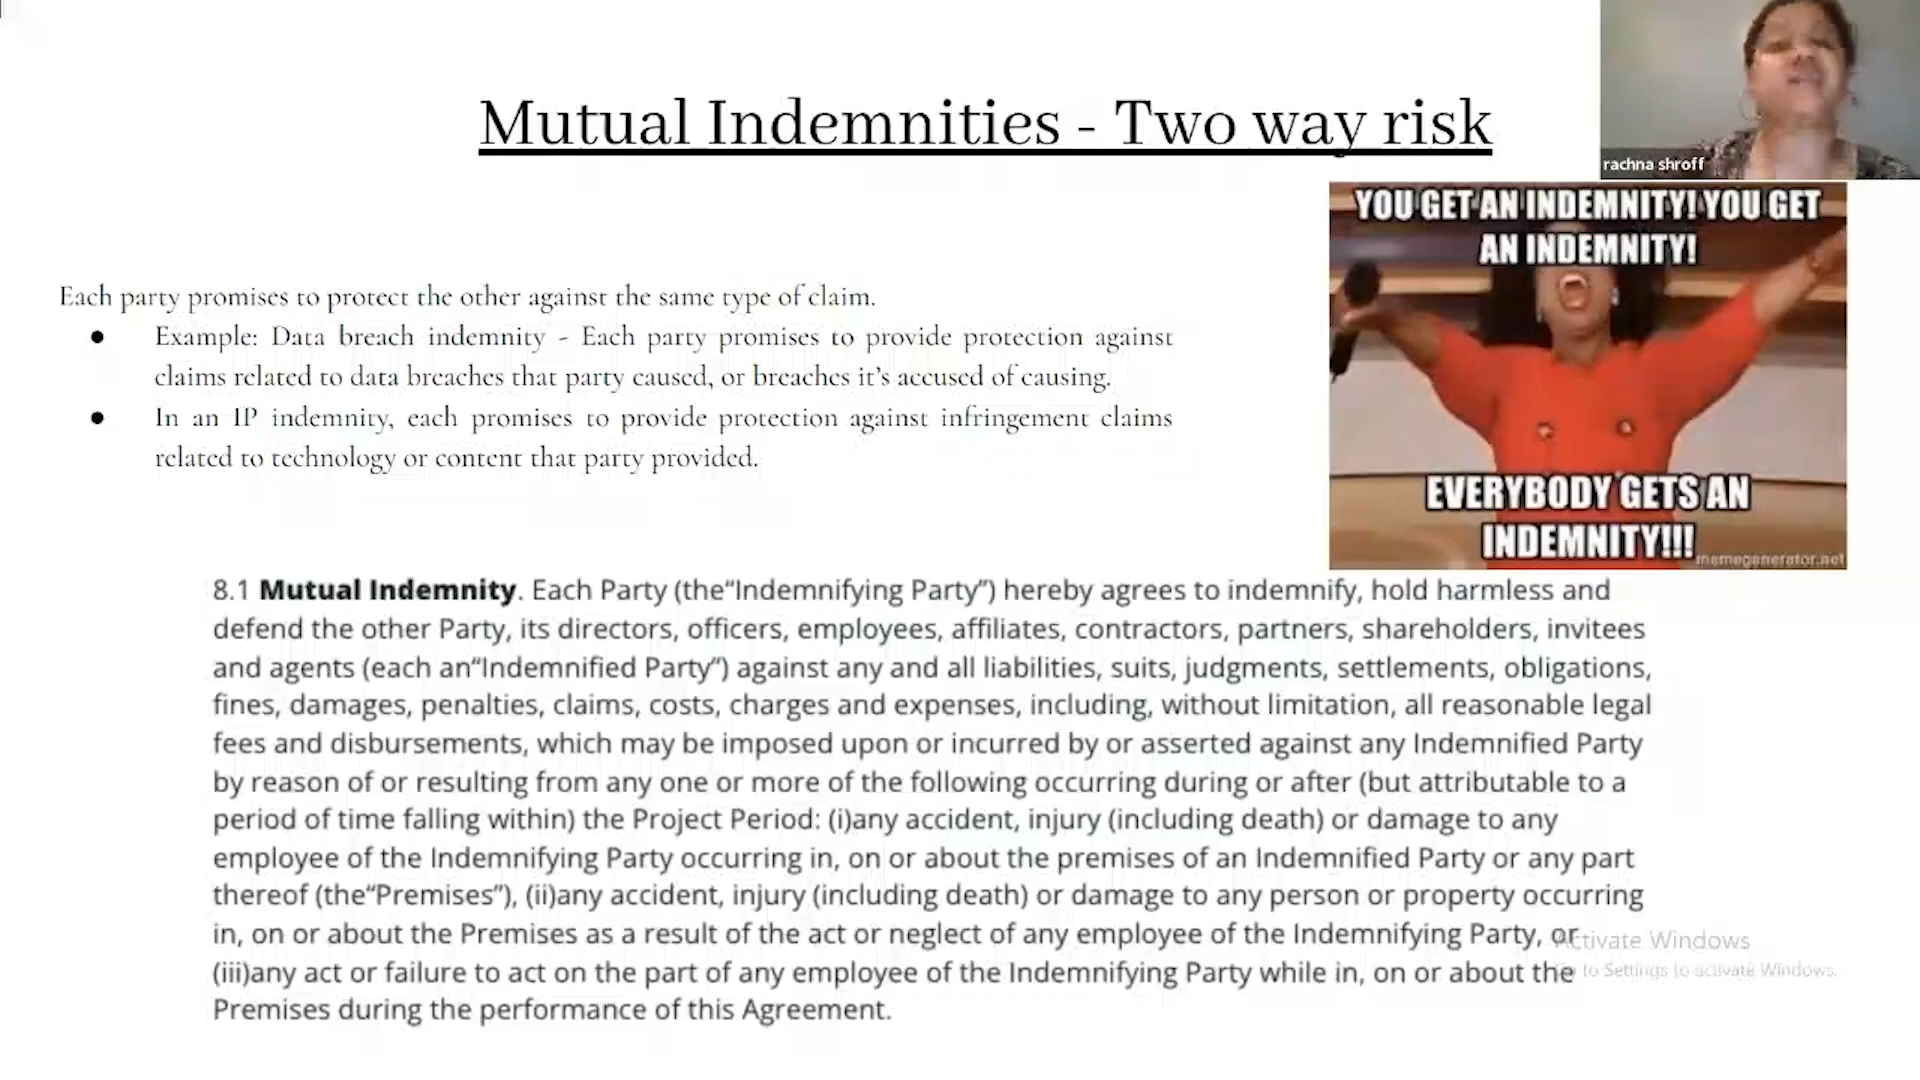 Mutual Indemnities - Two way risk
rachna shroff
YOU GET AN INDEMNITY! YOU GET
AN INDEMNITY!
EVERYBODY GETS AN
INDEMNITY!!!
memegenerator.net
Each party promises to protect the other against the same type of claim.
● Example: Data breach indemnity - Each party promises to provide protection against
claims related to data breaches that party caused, or breaches it's accused of causing.
● In an IP indemnity, each promises to provide protection against infringement claims
related to technology or content that party provided.
8.1 Mutual Indemnity. Each Party (the“Indemnifying Party”) hereby agrees to indemnify, hold harmless and
defend the other Party, its directors, officers, employees, affiliates, contractors, partners, shareholders, invitees
and agents (each an“Indemnified Party”) against any and all liabilities, suits, judgments, settlements, obligations,
fines, damages, penalties, claims, costs, charges and expenses, including, without limitation, all reasonable legal
fees and disbursements, which may be imposed upon or incurred by or asserted against any Indemnified Party
by reason of or resulting from any one or more of the following occurring during or after (but attributable to a
period of time falling within) the Project Period: (i)any accident, injury (including death) or damage to any
employee of the Indemnifying Party occurring in, on or about the premises of an Indemnified Party or any part
thereof (the“Premises”), (ii)any accident, injury (including death) or damage to any person or property occurring
in, on or about the Premises as a result of the act or neglect of any employee of the Indemnifying Party, or
(iii)any act or failure to act on the part of any employee of the Indemnifying Party while in, on or about the
Premises during the performance of this Agreement.
Activate Windows
Go to Settings to activate Windows.